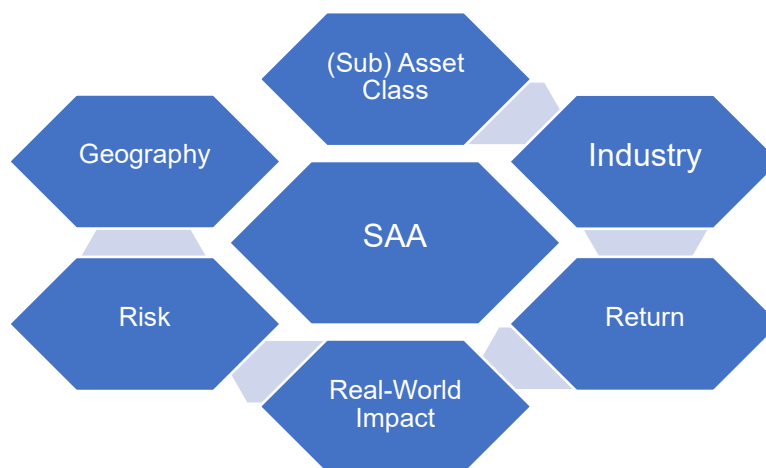 (Sub) Asset
Class
Geography
Industry
SAA
Risk
Return
Real-World
Impact